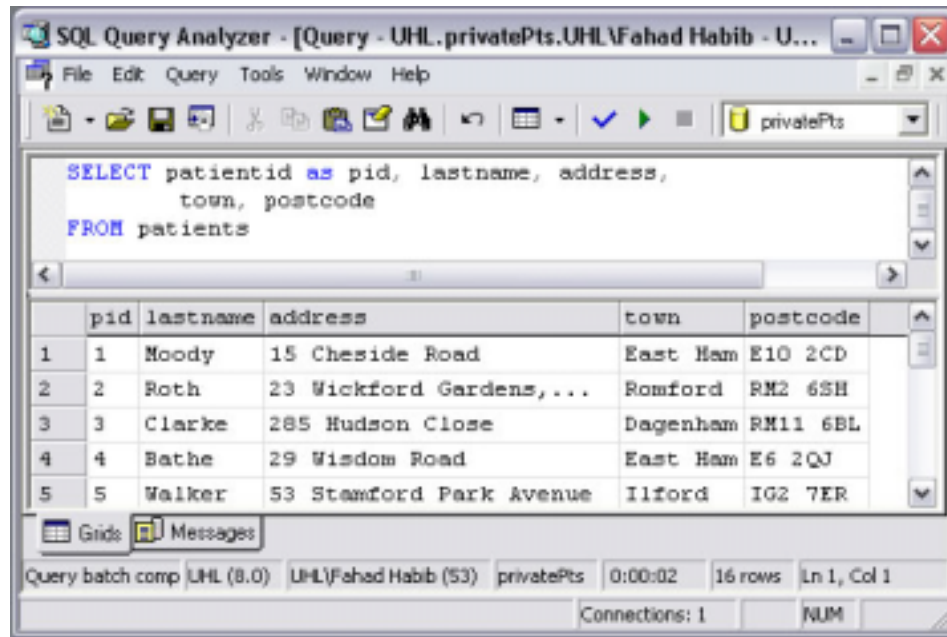 SQL Query Analyzer - [Query - UHL.privatePts.UHL\Fahad Habib - U...
File Edit Query Tools Window Help
privatePts
SELECT patientid as pid, lastname, address,
town, postcode
FROM patients
pid lastname address town postcode
1 1 Moody 15 Cheside Road East Ham E10 2CD
2 2 Roth 23 Wickford Gardens,... Romford RM2 6SH
3 3 Clarke 285 Hudson Close Dagenham RM11 6BL
4 4 Bathe 29 Wisdom Road East Ham E6 2QJ
5 5 Walker 53 Stamford Park Avenue Ilford IG2 7ER
Grids Messages
Query batch comp UHL (8.0) UHL\Fahad Habib (53) privatePts 0:00:02 16 rows Ln 1, Col 1
Connections: 1 NUM